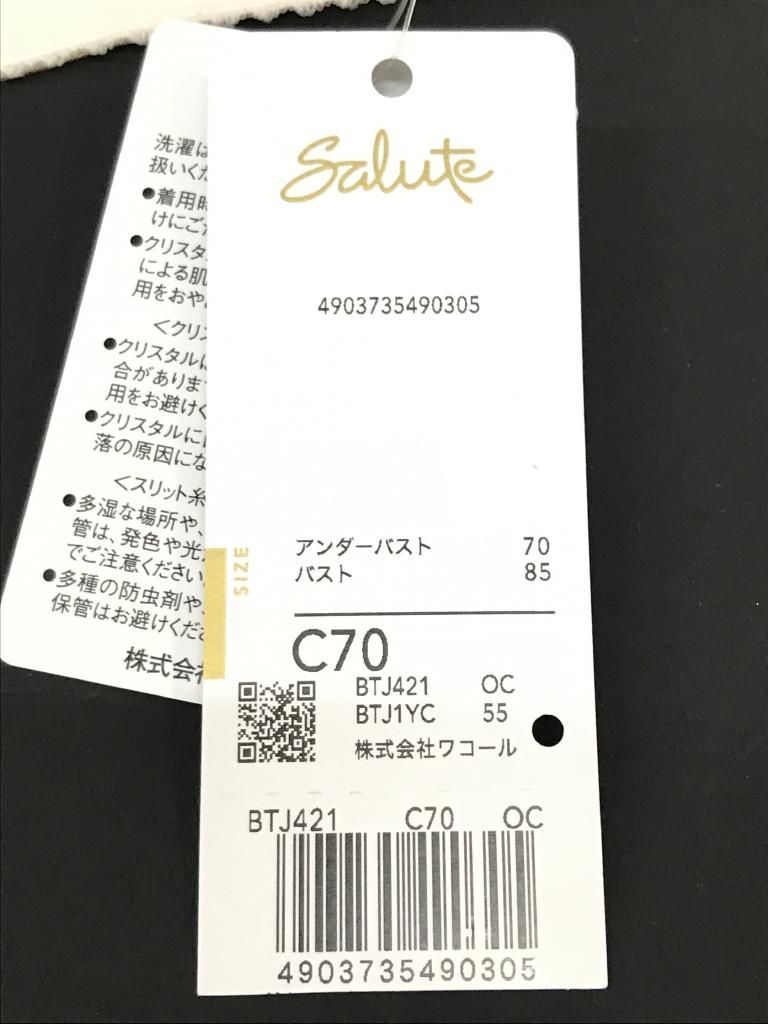 洗濯は
扱いくだ
●着用時
けにご
●クリスタ
による肌
用をおや
<クリス
●クリスタルに
合がありま
用をお避けく
●クリスタルに
落の原因にな
<スリット糸
●多湿な場所や、
管は、発色や光
でご注意ください
●多種の防虫剤や、
保管はお避けくださ
株式会
Salute
4903735490305
SIZE
アンダーバスト 70
バスト 85
C70
BTJ421 OC
BTJ1YC 55
株式会社ワコール
BTJ421 C70 OC
4903735490305